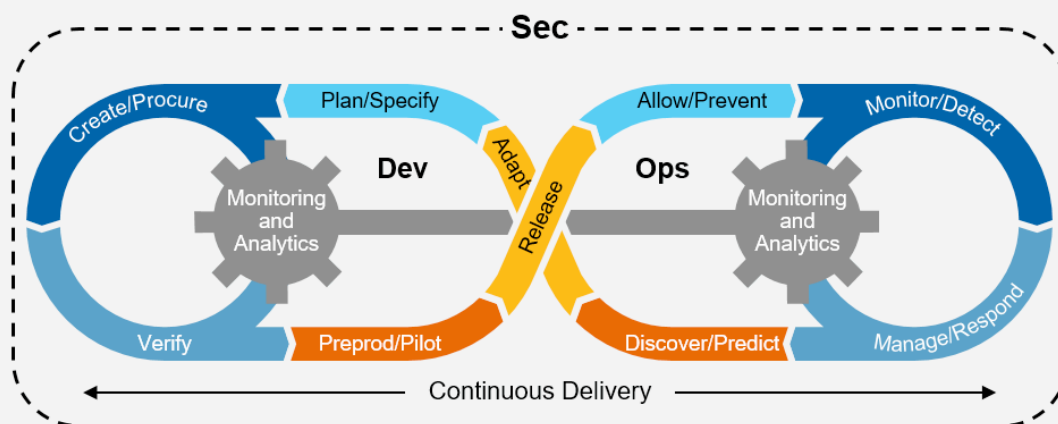 Sec
Create/Procure
Plan/Specify
Adapt
Release
Allow/Prevent
Monitor/Detect
Dev
Ops
Monitoring
and
Analytics
Monitoring
and
Analytics
Verify
Preprod/Pilot
Discover/Predict
Manage/Respond
Continuous Delivery